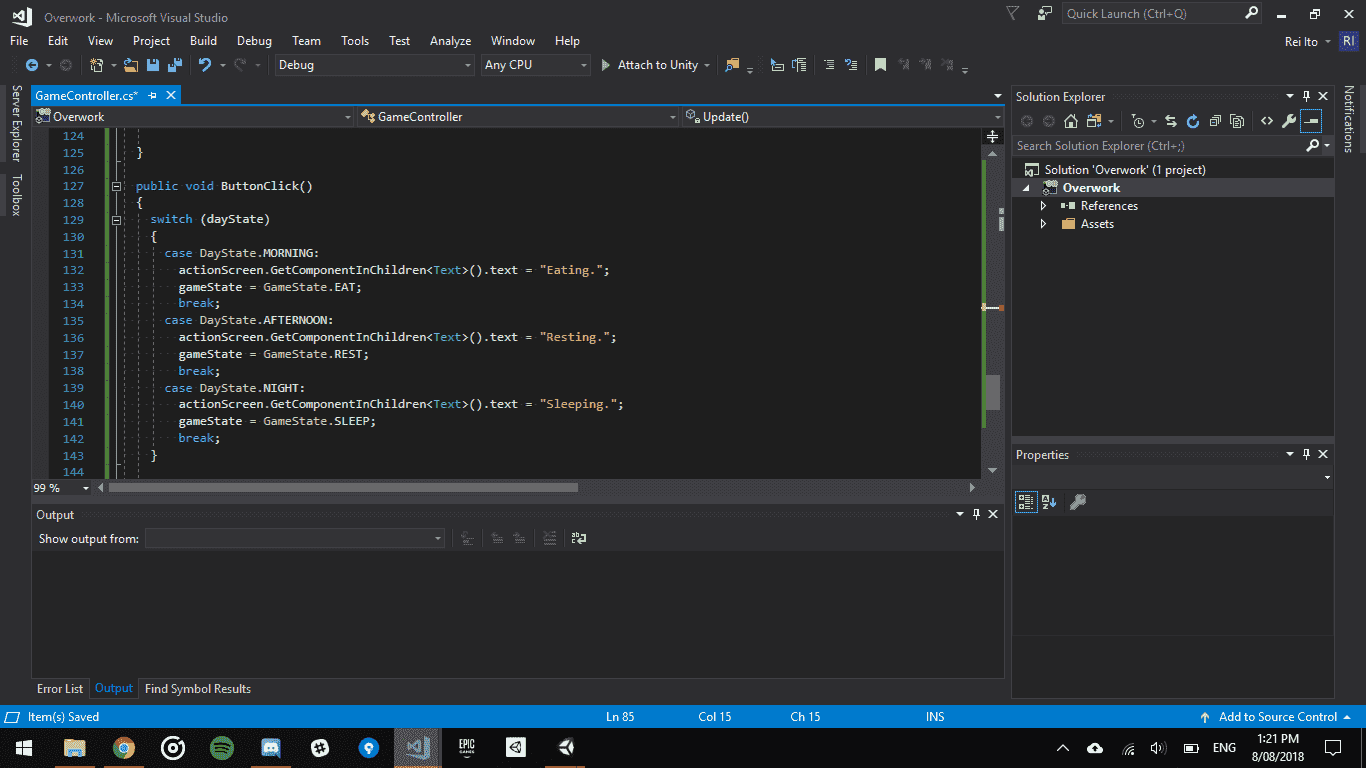 Overwork - Microsoft Visual Studio
Quick Launch (Ctrl+Q)
File Edit View Project Build Debug Team Tools Test Analyze Window Help
Rei Ito RI
Debug Any CPU Attach to Unity
Server Explorer
Toolbox
GameController.cs*
Overwork GameController Update()
124
125 }
126
127 public void ButtonClick()
128 {
129 switch (dayState)
130 {
131 case DayState.MORNING:
132 actionScreen.GetComponentInChildren<Text>().text = "Eating.";
133 gameState = GameState.EAT;
134 break;
135 case DayState.AFTERNOON:
136 actionScreen.GetComponentInChildren<Text>().text = "Resting.";
137 gameState = GameState.REST;
138 break;
139 case DayState.NIGHT:
140 actionScreen.GetComponentInChildren<Text>().text = "Sleeping.";
141 gameState = GameState.SLEEP;
142 break;
143 }
144
99 %
Output
Show output from:
Error List Output Find Symbol Results
Solution Explorer
Search Solution Explorer (Ctrl+;)
Solution 'Overwork' (1 project)
Overwork
References
Assets
Properties
Notifications
Item(s) Saved Ln 85 Col 15 Ch 15 INS Add to Source Control
EPIC
GAMES
ENG
1:21 PM
8/08/2018